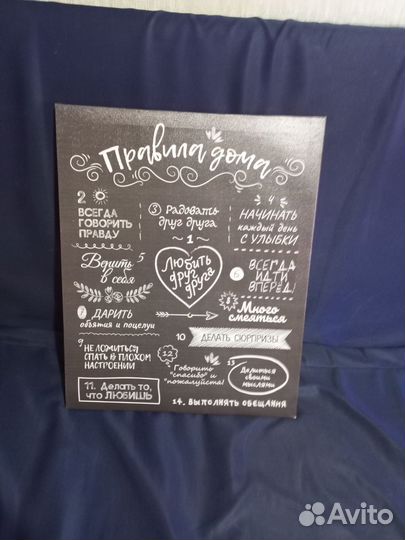 Правила дома
2
ВСЕГДА
ГОВОРИТЬ
ПРАВДУ
3 Радовать
друг друга
4
НАЧИНАТЬ
каждый день
С УЛЫБКИ
1
Любить
друг
друга
Верить 5
в себя
6
ВСЕГДА
ИДТИ
ВПЕРЕД!
7 ДАРИТЬ
объятия и поцелуи
8
Много
смеяться
9 НЕ ЛОЖИТЬСЯ
СПАТЬ В ПЛОХОМ
НАСТРОЕНИИ
10 ДЕЛАТЬ СЮРПРИЗЫ
12
Говорить
"спасибо" и
"пожалуйста!"
13
Делиться
своими
мыслями
11. Делать то,
что ЛЮБИШЬ
14. ВЫПОЛНЯТЬ ОБЕЩАНИЯ
Avito